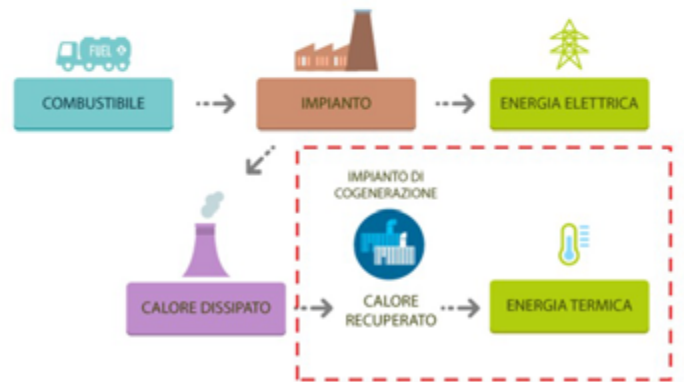 FUEL
COMBUSTIBILE
IMPIANTO
ENERGIA ELETTRICA
IMPIANTO DI
COGENERAZIONE
CALORE DISSIPATO
CALORE
RECUPERATO
ENERGIA TERMICA